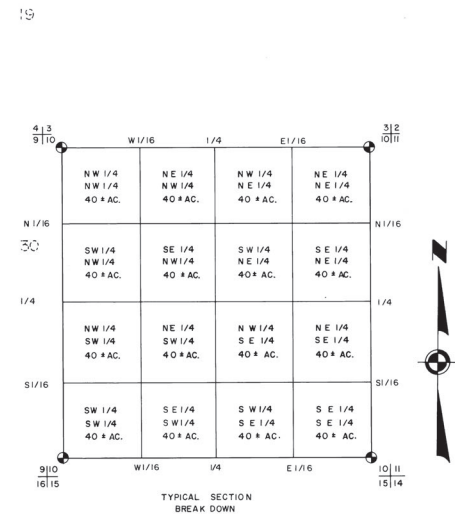 19
4|3
9|10
W 1/16 1/4 E 1/16
3|2
10|11
NW 1/4 NE 1/4 NW 1/4 NE 1/4
NW 1/4 NW 1/4 NE 1/4 NE 1/4
40 ± AC. 40 ± AC. 40 ± AC. 40 ± AC.
N 1/16 N 1/16
30
SW 1/4 SE 1/4 SW 1/4 SE 1/4
NW 1/4 NW 1/4 NE 1/4 NE 1/4
40 ± AC. 40 ± AC. 40 ± AC. 40 ± AC.
N
1/4 1/4
NW 1/4 NE 1/4 NW 1/4 NE 1/4
SW 1/4 SW 1/4 SE 1/4 SE 1/4
40 ± AC. 40 ± AC. 40 ± AC. 40 ± AC.
S 1/16 S 1/16
SW 1/4 SE 1/4 SW 1/4 SE 1/4
SW 1/4 SW 1/4 SE 1/4 SE 1/4
40 ± AC. 40 ± AC. 40 ± AC. 40 ± AC.
9|10
16|15
W 1/16 1/4 E 1/16
10|11
15|14
TYPICAL SECTION
BREAK DOWN